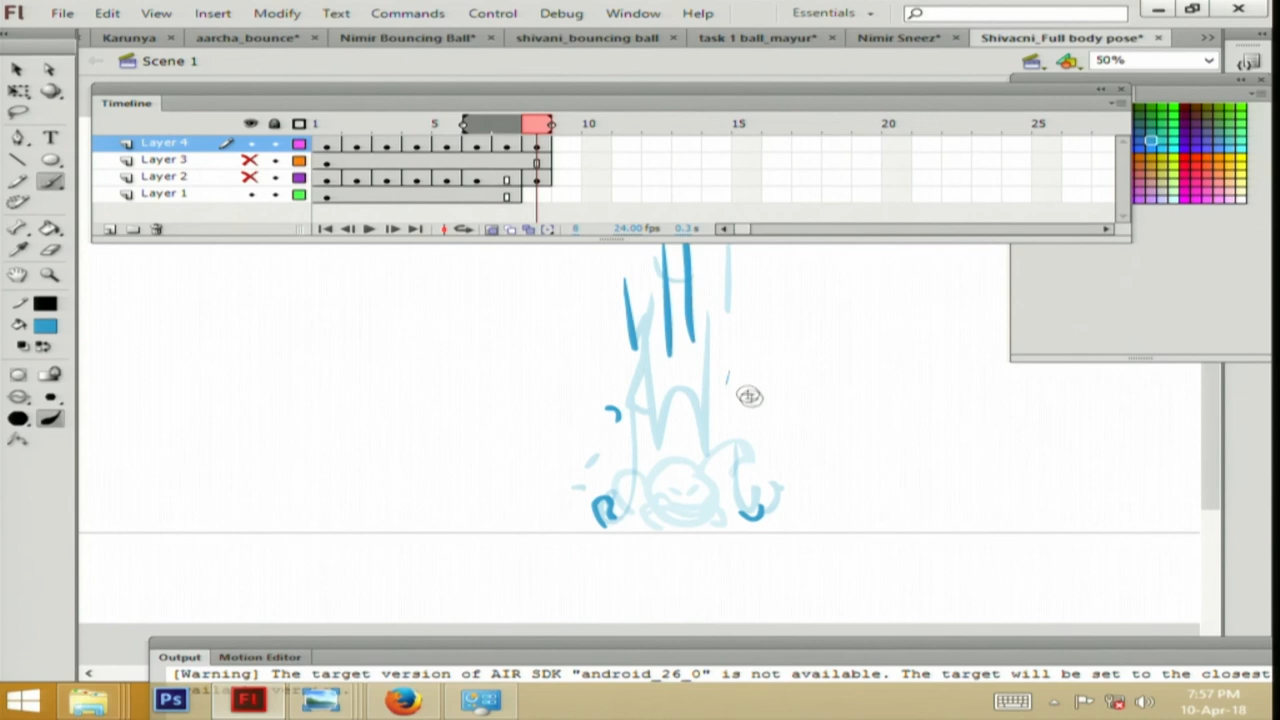 Fl File Edit View Insert Modify Text Commands Control Debug Window Help Essentials
Karunya × aarcha_bounce* × Nimir Bouncing Ball* × shivani_bouncing ball × task 1 ball_mayur* × Nimir Sneez* × Shivacni_Full body pose* × >>
Scene 1 50%
Timeline
1 5 10 15 20 25
Layer 4
Layer 3
Layer 2
Layer 1
8 24.00 fps 0.3 s
R
Output Motion Editor
[Warning] The target version of AIR SDK "android_26_0" is not available. The target will be set to the closest
Ps Fl
7:57 PM
10-Apr-18